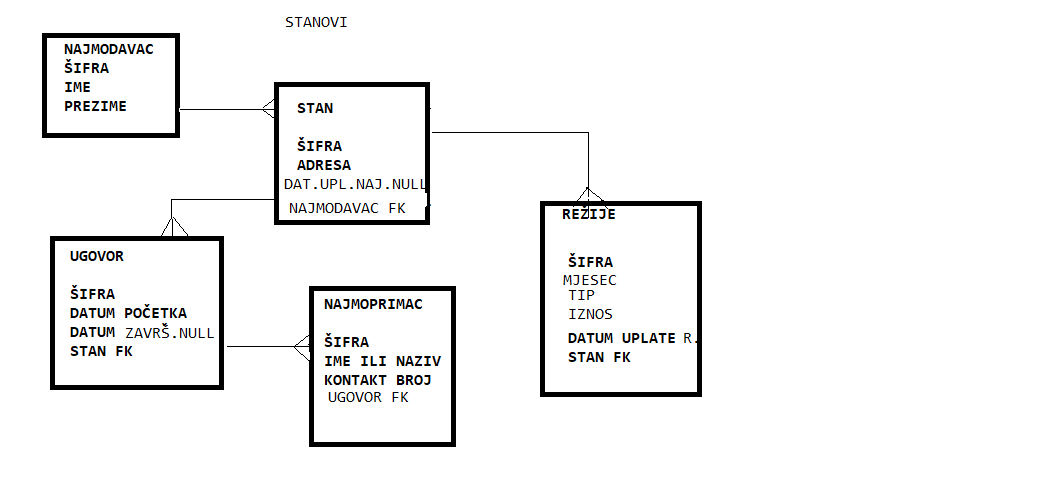 STANOVI
NAJMODAVAC
ŠIFRA
IME
PREZIME
STAN
ŠIFRA
ADRESA
DAT.UPL.NAJ.NULL
NAJMODAVAC FK
UGOVOR
ŠIFRA
DATUM POČETKA
DATUM ZAVRŠ.NULL
STAN FK
NAJMOPRIMAC
ŠIFRA
IME ILI NAZIV
KONTAKT BROJ
UGOVOR FK
REŽIJE
ŠIFRA
MJESEC
TIP
IZNOS
DATUM UPLATE R.
STAN FK